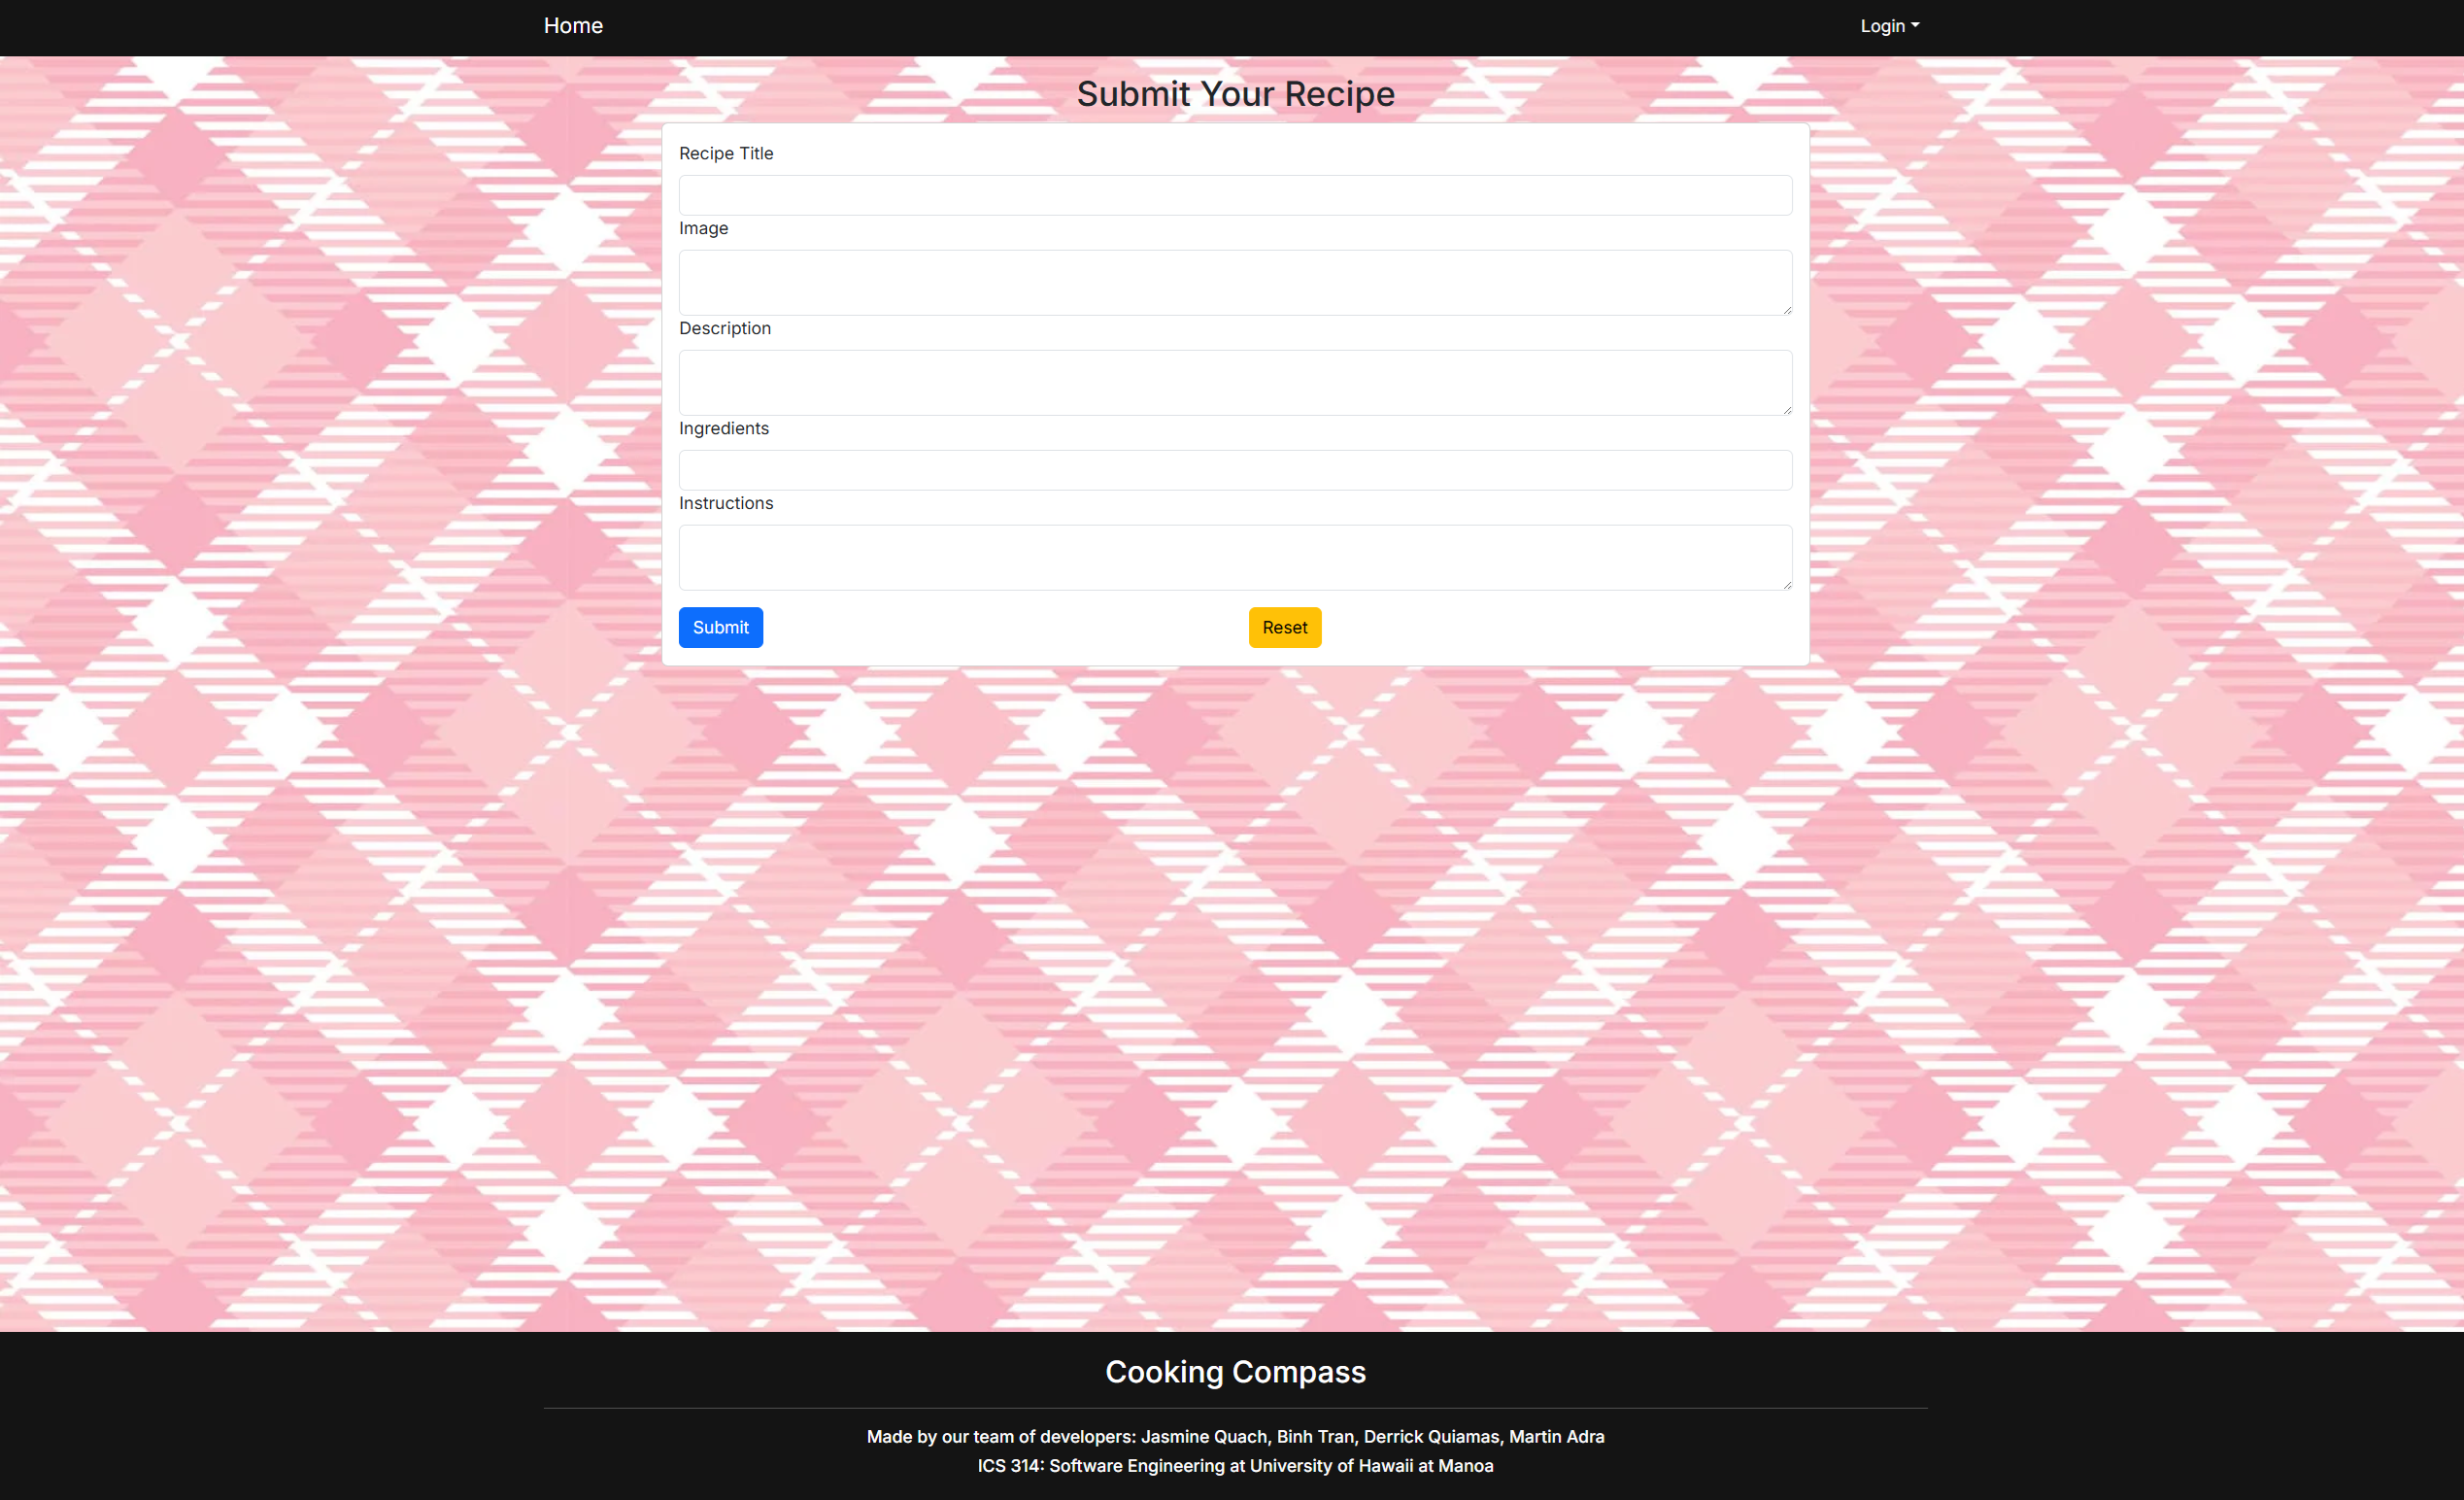 Home
Login
Submit Your Recipe
Recipe Title
Image
Description
Ingredients
Instructions
Submit
Reset
Cooking Compass
Made by our team of developers: Jasmine Quach, Binh Tran, Derrick Quiamas, Martin Adra
ICS 314: Software Engineering at University of Hawaii at Manoa